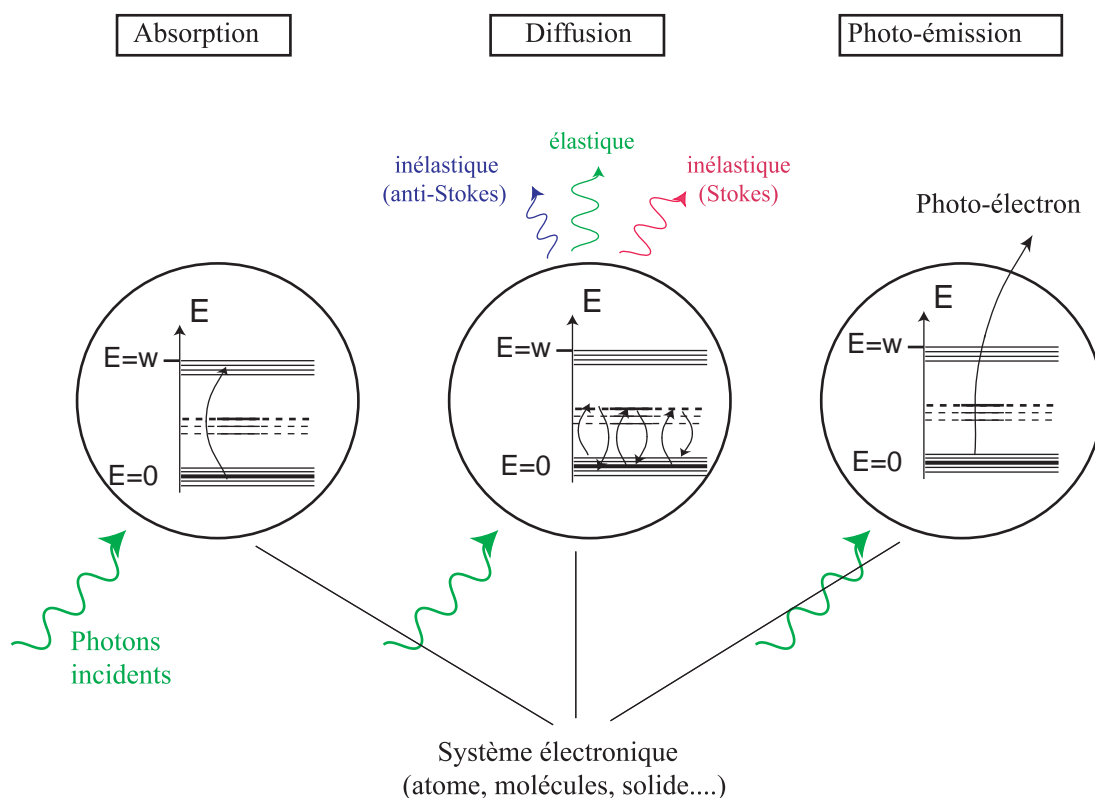 Absorption
Diffusion
Photo-émission
élastique
inélastique
(anti-Stokes)
inélastique
(Stokes)
Photo-électron
E
E=w
E=0
E
E=w
E=0
E
E=w
E=0
Photons
incidents
Système électronique
(atome, molécules, solide....)